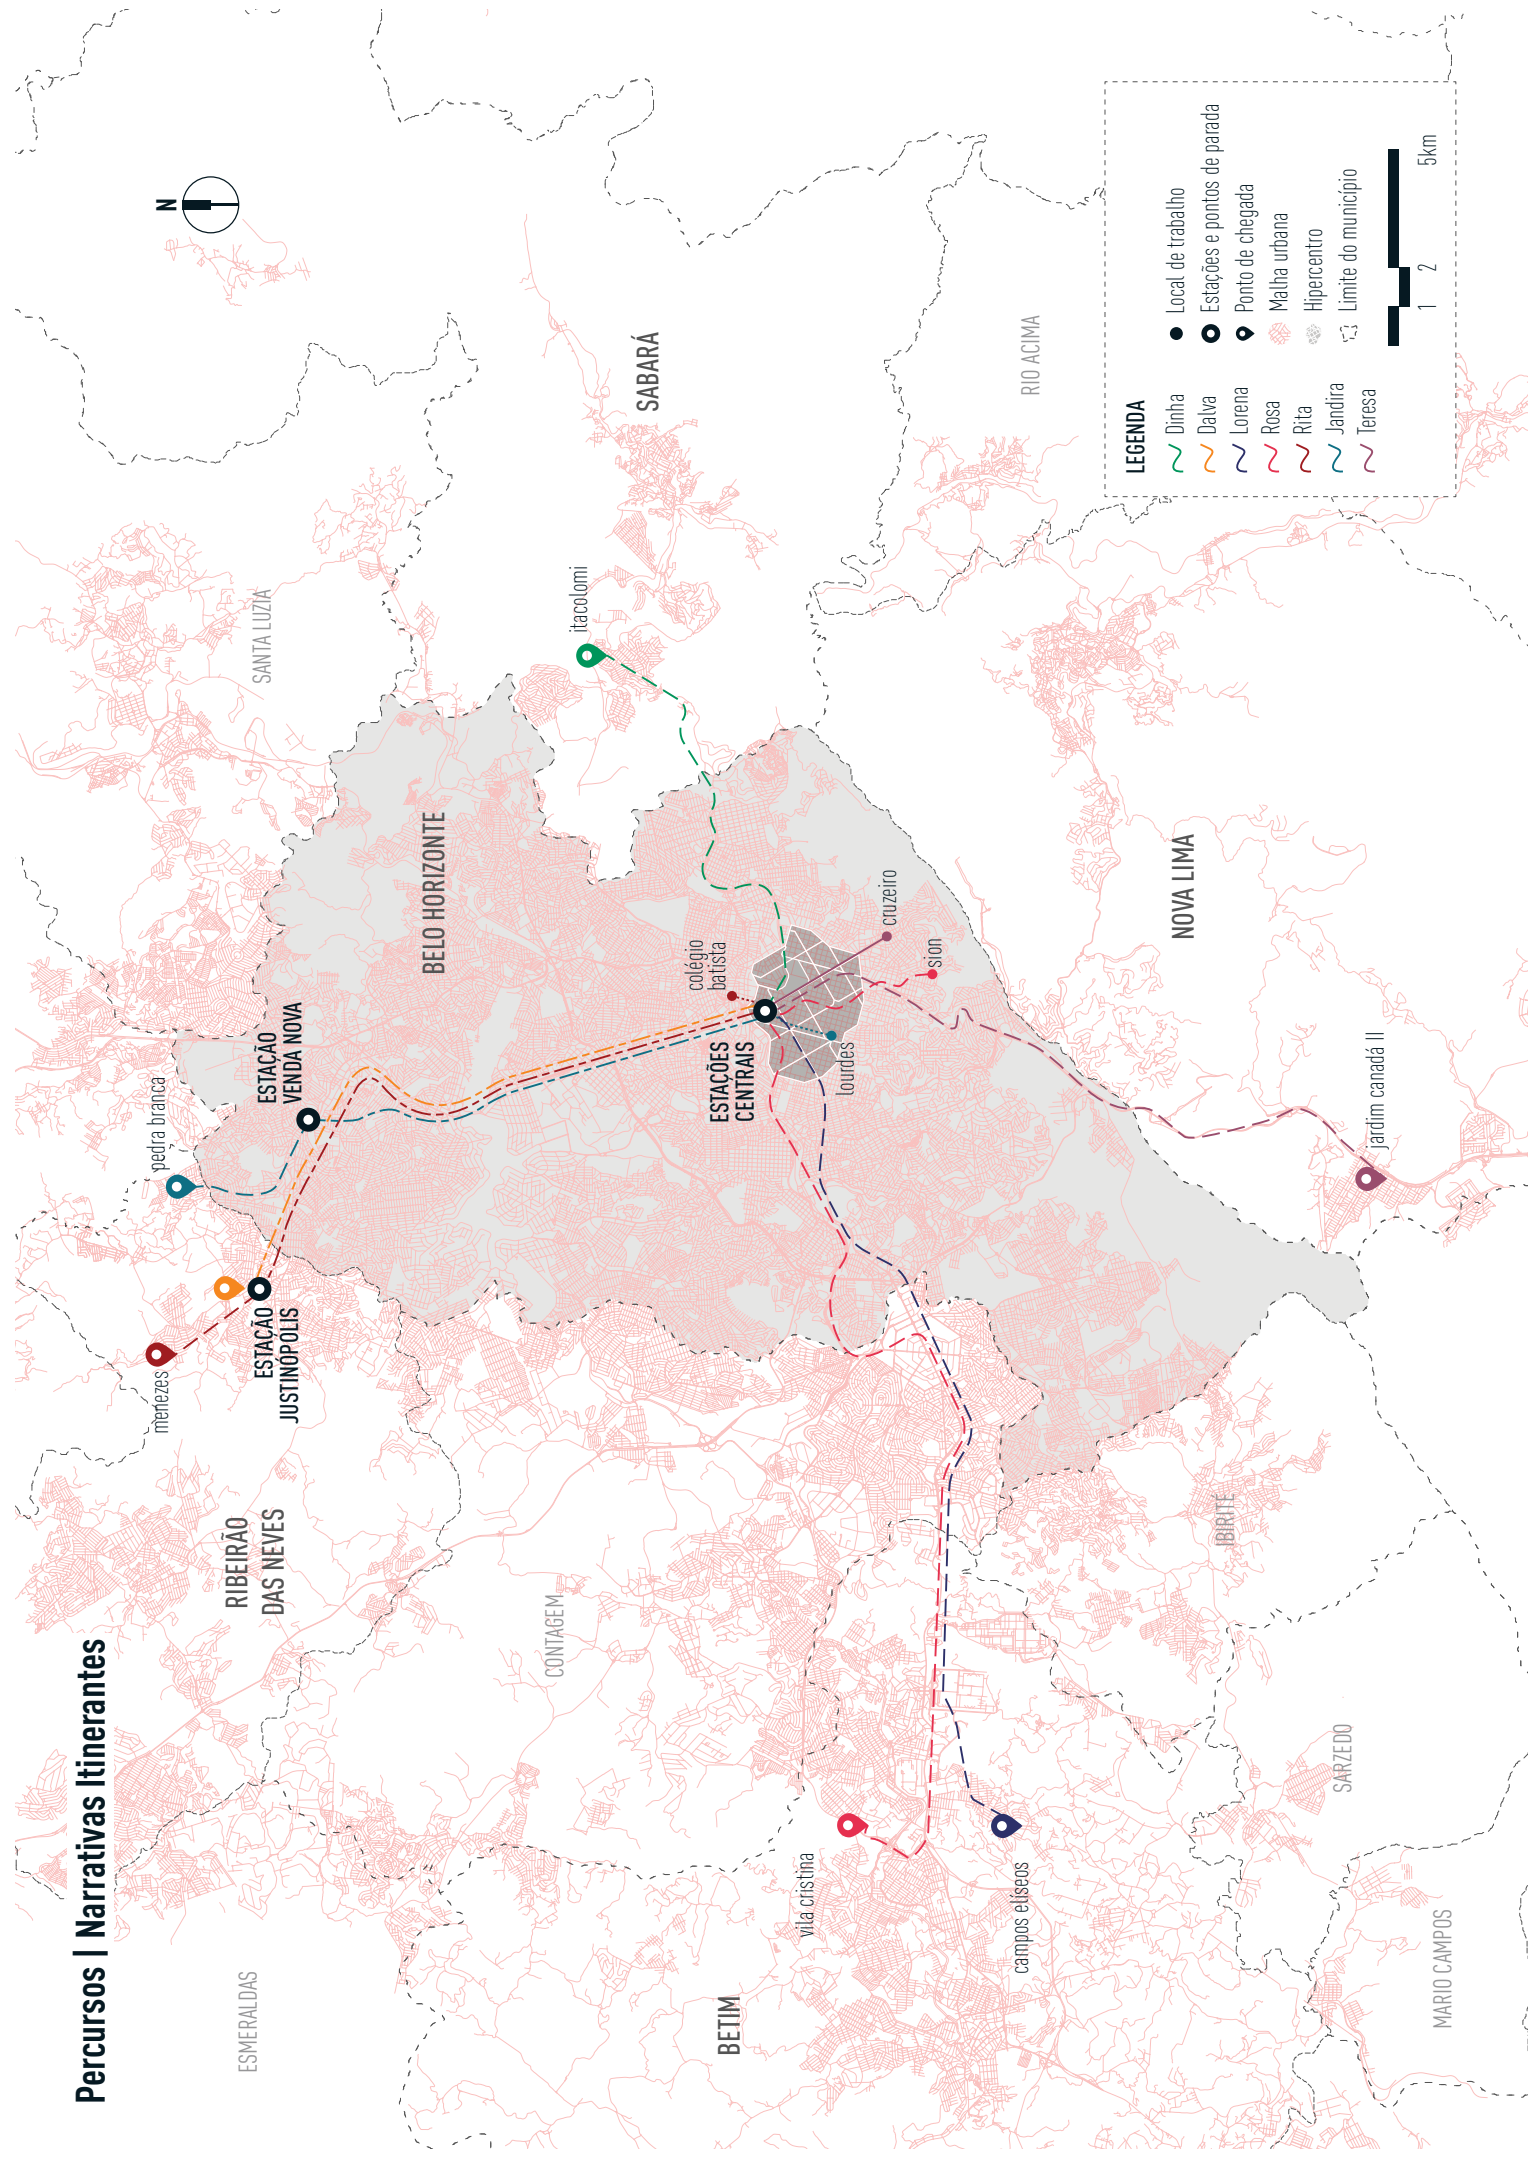 Percursos | Narrativas Itinerantes
N
ESMERALDAS
RIBEIRÃO
DAS NEVES
menezes
ESTAÇÃO
JUSTINÓPOLIS
pedra branca
ESTAÇÃO
VENDA NOVA
SANTA LUZIA
BELO HORIZONTE
CONTAGEM
itacolomi
SABARÁ
BETIM
vila cristina
ESTAÇÕES
CENTRAIS
colégio
batista
Lourdes
cruzeiro
sion
campos elíseos
RIO ACIMA
NOVA LIMA
IBIRITÉ
SARZEDO
jardim canadá II
MARIO CAMPOS
LEGENDA
Dinha
Dalva
Lorena
Rosa
Rita
Jandira
Teresa
Local de trabalho
Estações e pontos de parada
Ponto de chegada
Malha urbana
Hipercentro
Limite do município
1 2 5km